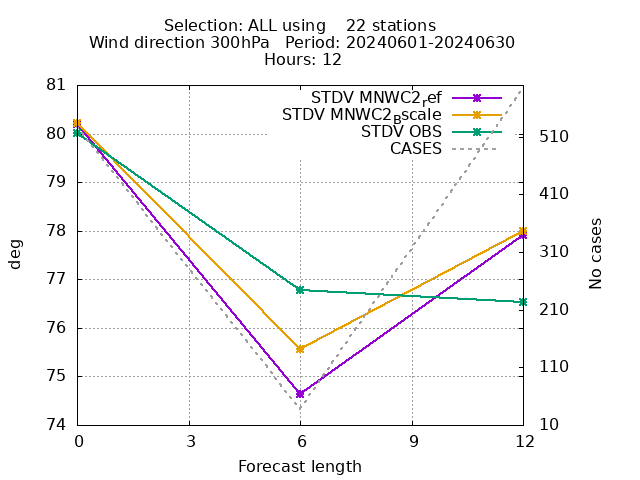 Selection: ALL using    22 stations
Wind direction 300hPa   Period: 20240601-20240630
Hours: 12
STDV MNWC2_ref
STDV MNWC2_Bscale
STDV OBS
CASES
81
80
79
78
77
76
75
74
deg
510
410
310
210
110
10
No cases
0 3 6 9 12
Forecast length